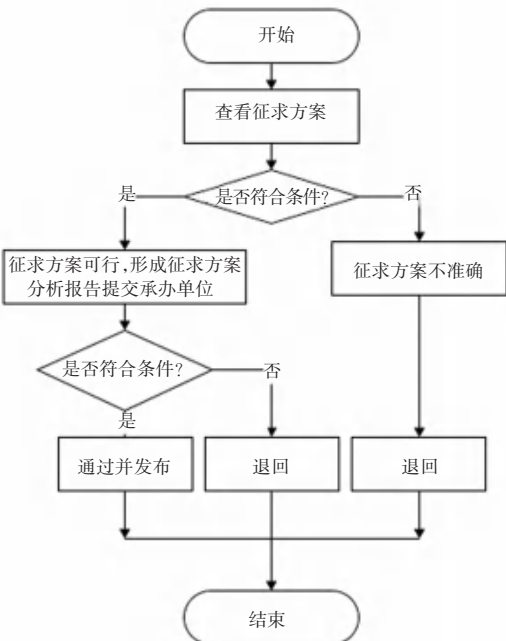 开始
查看征求方案
是否符合条件?
是
否
征求方案可行,形成征求方案
分析报告提交承办单位
征求方案不准确
是否符合条件?
否
是
通过并发布
退回
退回
结束